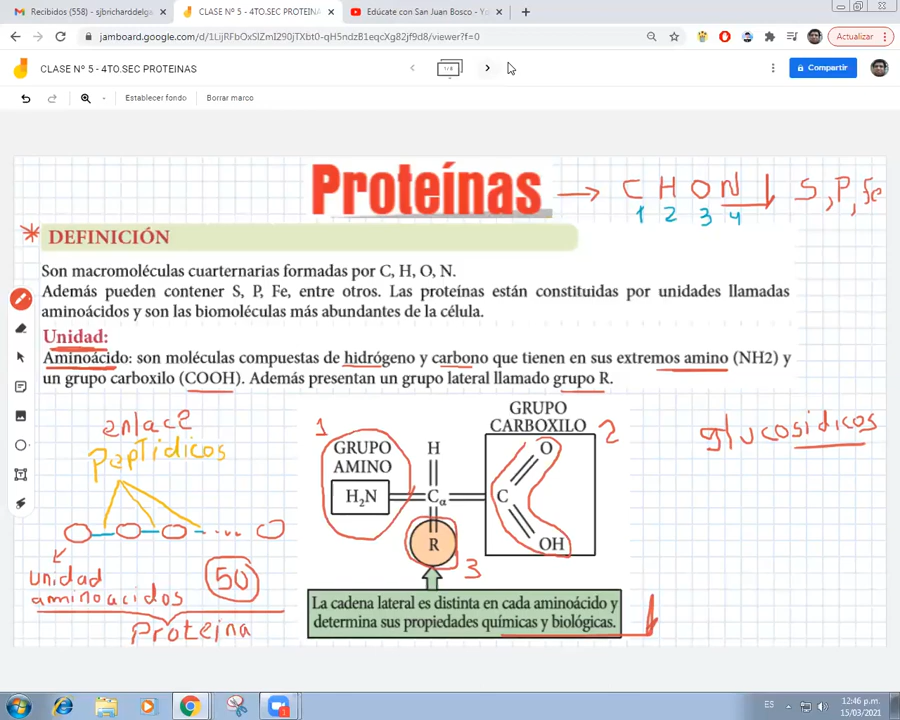 Recibidos (558) - sjbricharddelga
CLASE Nº 5 - 4TO.SEC PROTEINA
Edúcate con San Juan Bosco - Yo
jamboard.google.com/d/1LijRFbOxSlZmI290jTXbt0-qH5ndzB1eqcXg82jf9d8/viewer?f=0
Actualizar
CLASE Nº 5 - 4TO.SEC PROTEINAS
1/8
Compartir
Establecer fondo
Borrar marco
Proteínas
→ C H O N S, P, Fe
1 2 3 4
DEFINICIÓN
Son macromoléculas cuarternarias formadas por C, H, O, N.
Además pueden contener S, P, Fe, entre otros. Las proteínas están constituidas por unidades llamadas
aminoácidos y son las biomoléculas más abundantes de la célula.
Unidad:
Aminoácido: son moléculas compuestas de hidrógeno y carbono que tienen en sus extremos amino (NH2) y
un grupo carboxilo (COOH). Además presentan un grupo lateral llamado grupo R.
enlace
Peptídicos
unidad
aminoacidos
50
Proteina
1
GRUPO
AMINO
H₂N
H
Cα
R
3
GRUPO
CARBOXILO
2
O
C
OH
La cadena lateral es distinta en cada aminoácido y
determina sus propiedades químicas y biológicas.
glucosidicos
ES
12:46 p.m.
15/03/2021